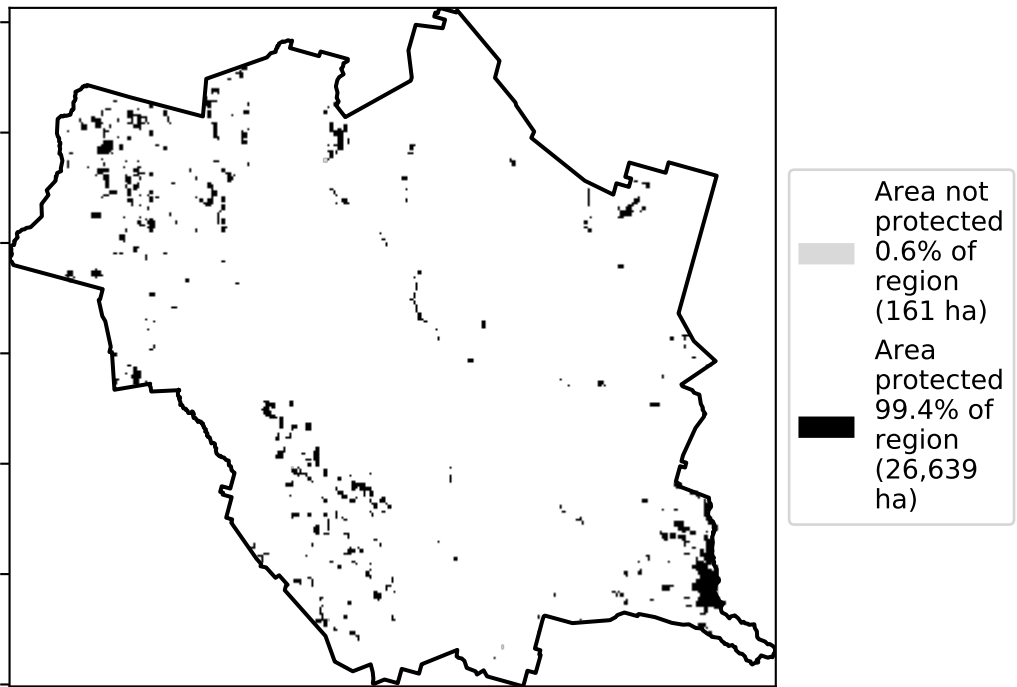 Area not
protected
0.6% of
region
(161 ha)
Area
protected
99.4% of
region
(26,639
ha)